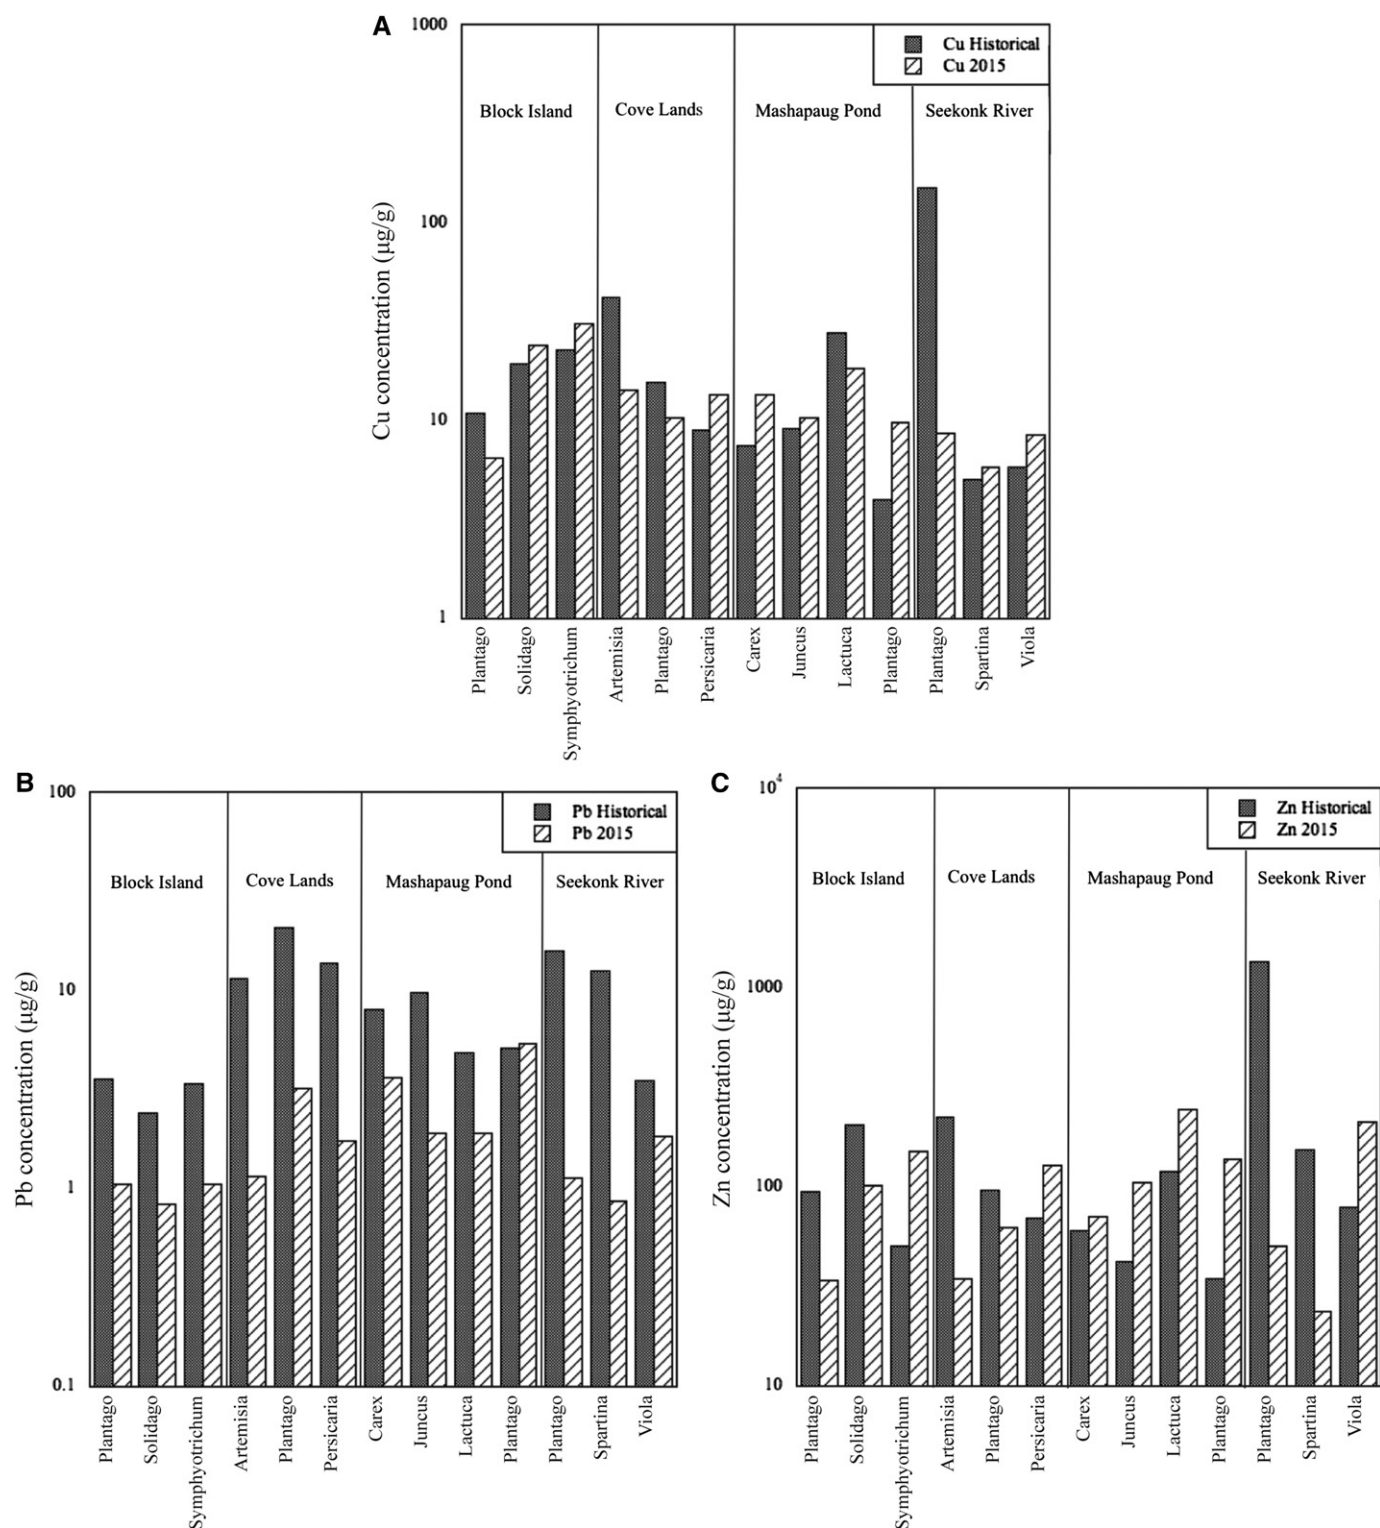 A
1000
Cu Historical
Cu 2015
Block Island
Cove Lands
Mashapaug Pond
Seekonk River
100
Cu concentration (µg/g)
10
1
Plantago
Solidago
Symphyotrichum
Artemisia
Plantago
Persicaria
Carex
Juncus
Lactuca
Plantago
Plantago
Spartina
Viola
B
100
Pb Historical
Pb 2015
Block Island
Cove Lands
Mashapaug Pond
Seekonk River
10
Pb concentration (µg/g)
1
0.1
Plantago
Solidago
Symphyotrichum
Artemisia
Plantago
Persicaria
Carex
Juncus
Lactuca
Plantago
Plantago
Spartina
Viola
C
10⁴
Zn Historical
Zn 2015
Block Island
Cove Lands
Mashapaug Pond
Seekonk River
1000
Zn concentration (µg/g)
100
10
Plantago
Solidago
Symphyotrichum
Artemisia
Plantago
Persicaria
Carex
Juncus
Lactuca
Plantago
Plantago
Spartina
Viola